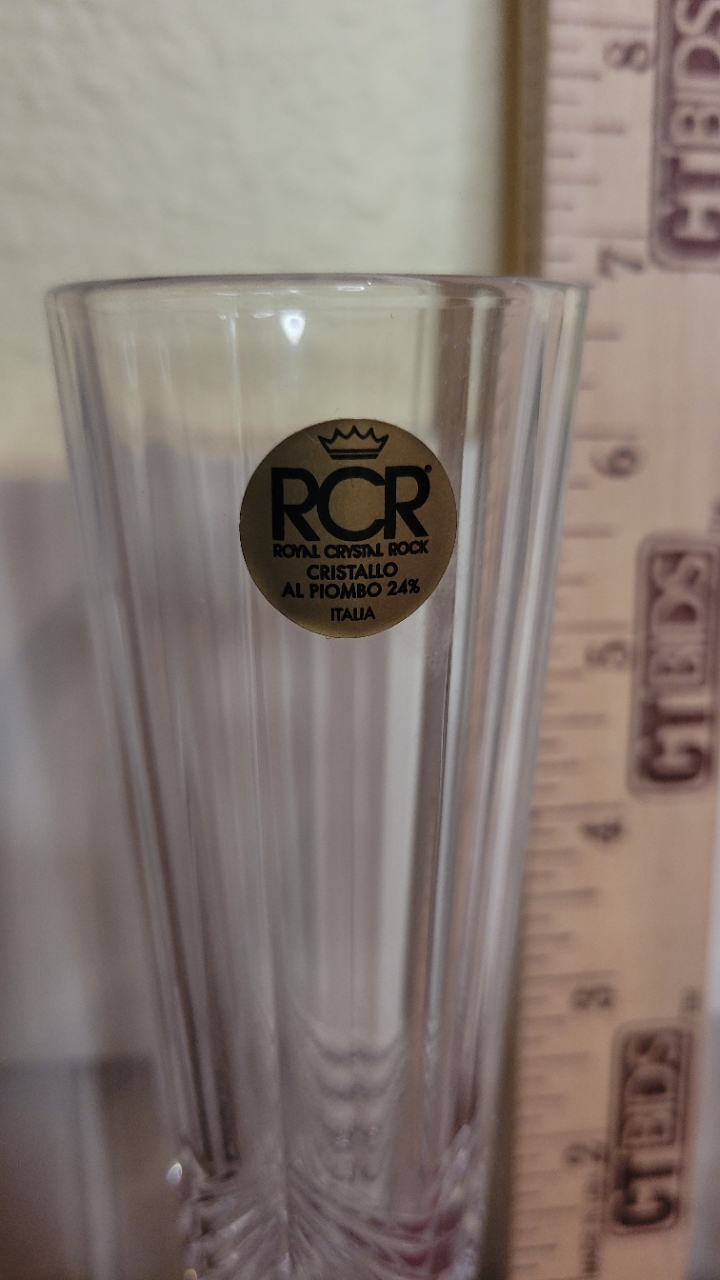 RCR®
ROYAL CRYSTAL ROCK
CRISTALLO
AL PIOMBO 24%
ITALIA
8
7
6
5
4
3
2
CTBIDS
CTBIDS
CTBIDS